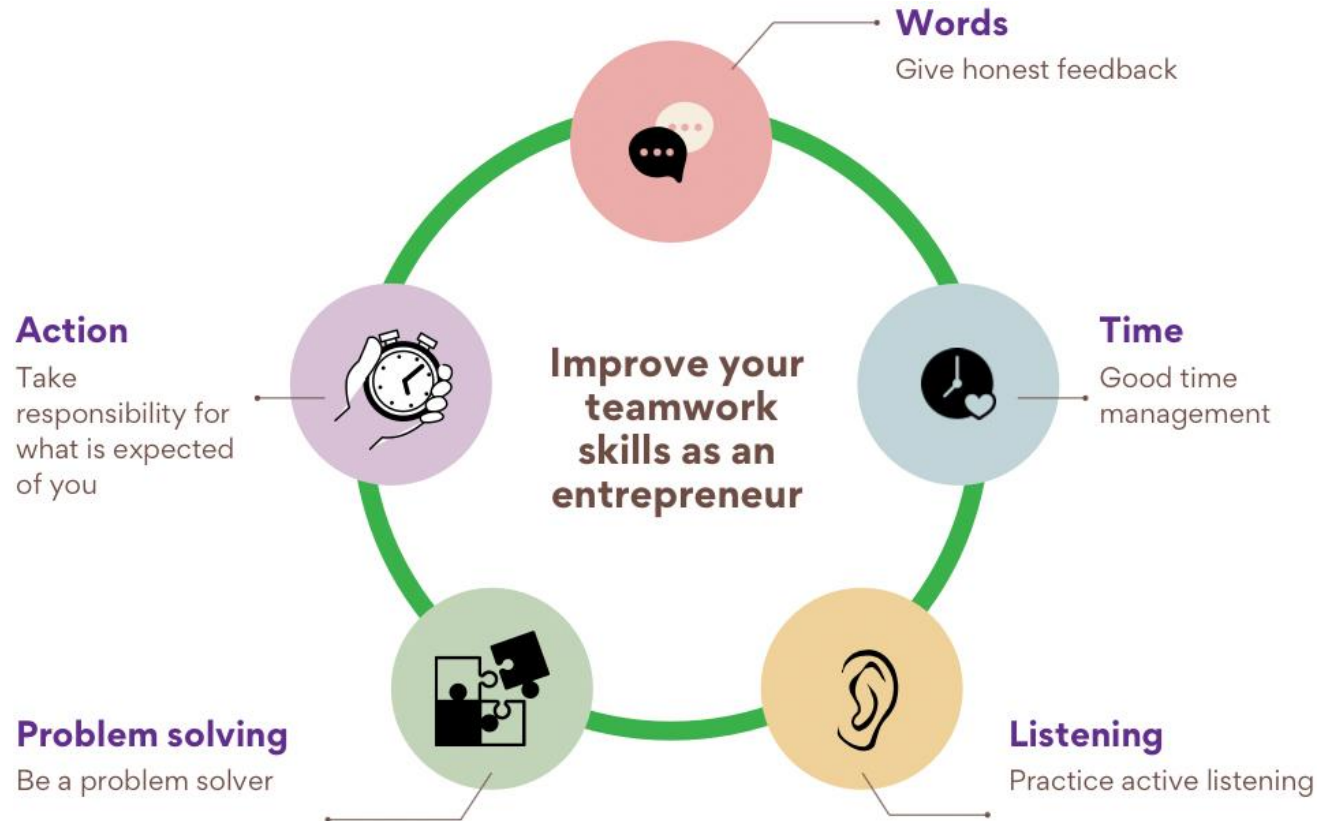 Words
Give honest feedback
Time
Good time
management
Listening
Practice active listening
Problem solving
Be a problem solver
Action
Take
responsibility for
what is expected
of you
Improve your
teamwork
skills as an
entrepreneur